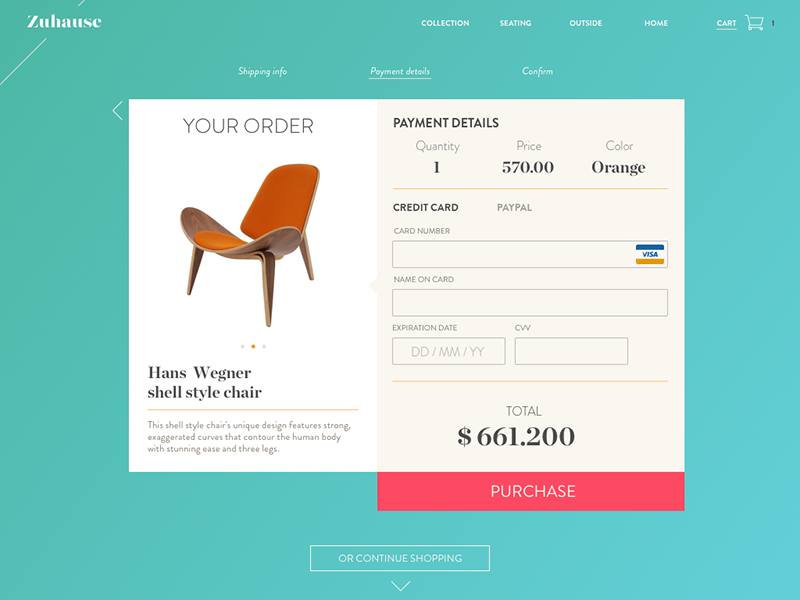 Zuhause
COLLECTION SEATING OUTSIDE HOME CART 1
Shipping info Payment details Confirm
YOUR ORDER
Hans Wegner
shell style chair
This shell style chair's unique design features strong,
exaggerated curves that contour the human body
with stunning ease and three legs.
PAYMENT DETAILS
Quantity Price Color
1 570.00 Orange
CREDIT CARD PAYPAL
CARD NUMBER
VISA
NAME ON CARD
EXPIRATION DATE CVV
DD / MM / YY
TOTAL
$ 661.200
PURCHASE
OR CONTINUE SHOPPING